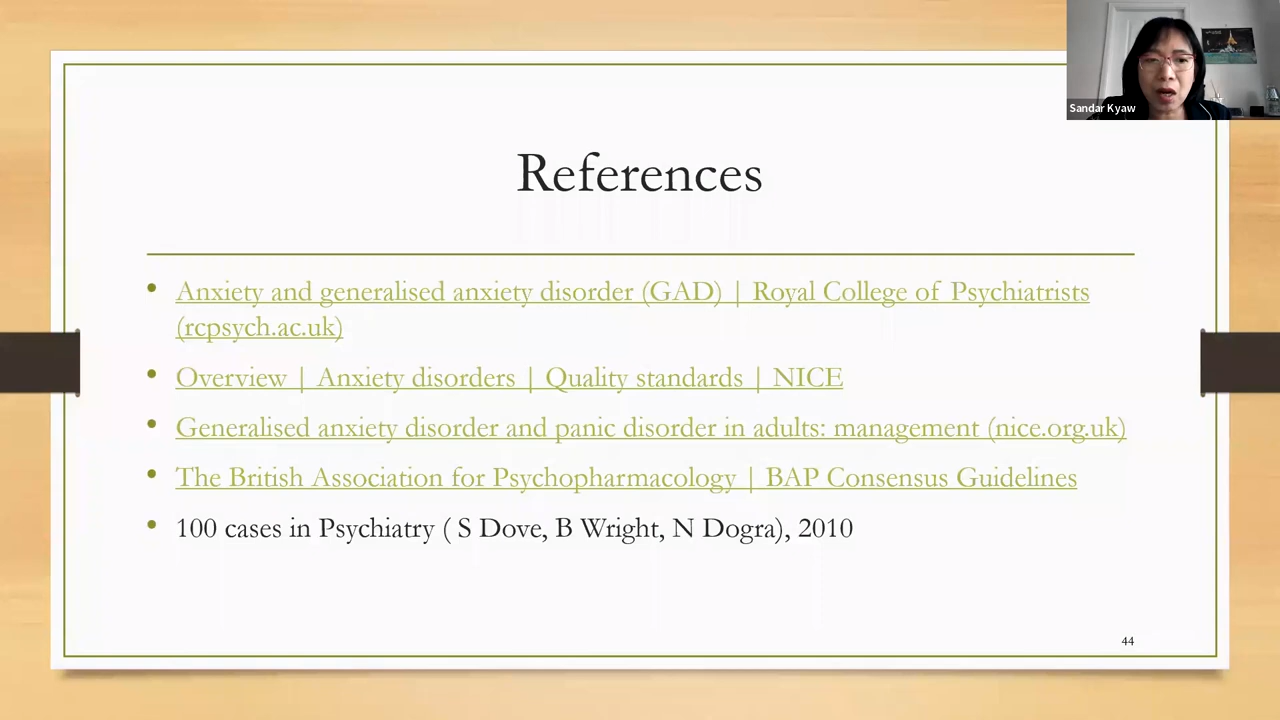 Sandar Kyaw
References
• Anxiety and generalised anxiety disorder (GAD) | Royal College of Psychiatrists
(rcpsych.ac.uk)
• Overview | Anxiety disorders | Quality standards | NICE
• Generalised anxiety disorder and panic disorder in adults: management (nice.org.uk)
• The British Association for Psychopharmacology | BAP Consensus Guidelines
• 100 cases in Psychiatry ( S Dove, B Wright, N Dogra), 2010
44